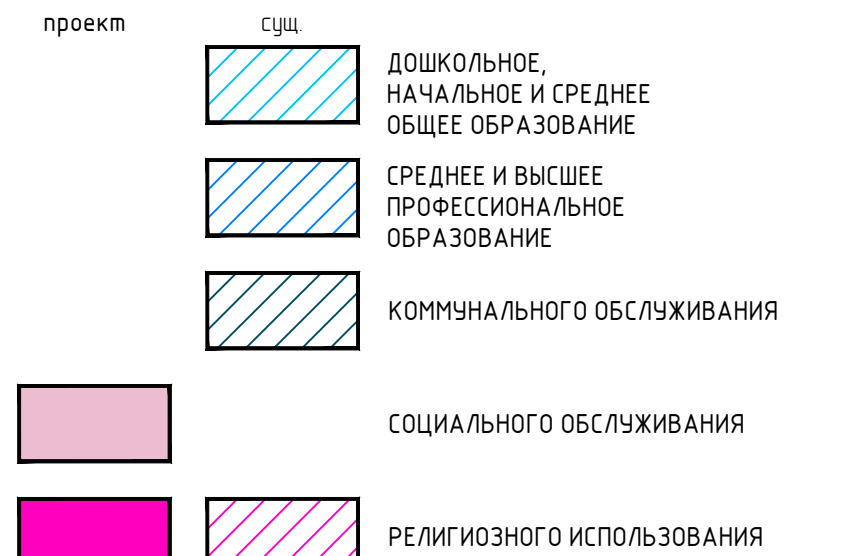 проект сущ.
ДОШКОЛЬНОЕ,
НАЧАЛЬНОЕ И СРЕДНЕЕ
ОБЩЕЕ ОБРАЗОВАНИЕ
СРЕДНЕЕ И ВЫСШЕЕ
ПРОФЕССИОНАЛЬНОЕ
ОБРАЗОВАНИЕ
КОММУНАЛЬНОГО ОБСЛУЖИВАНИЯ
СОЦИАЛЬНОГО ОБСЛУЖИВАНИЯ
РЕЛИГИОЗНОГО ИСПОЛЬЗОВАНИЯ